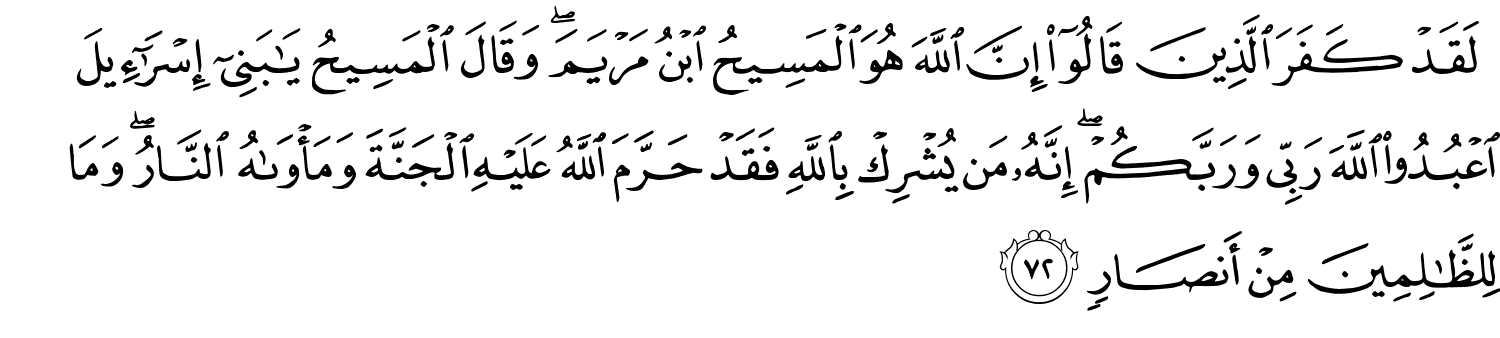 لَقَدۡ كَفَرَ ٱلَّذِينَ قَالُوٓاْ إِنَّ ٱللَّهَ هُوَ ٱلۡمَسِيحُ ٱبۡنُ مَرۡيَمَۖ وَقَالَ ٱلۡمَسِيحُ يَٰبَنِيٓ إِسۡرَٰٓءِيلَ
ٱعۡبُدُواْ ٱللَّهَ رَبِّي وَرَبَّكُمۡۖ إِنَّهُۥ مَن يُشۡرِكۡ بِٱللَّهِ فَقَدۡ حَرَّمَ ٱللَّهُ عَلَيۡهِ ٱلۡجَنَّةَ وَمَأۡوَىٰهُ ٱلنَّارُۖ وَمَا
لِلظَّٰلِمِينَ مِنۡ أَنصَارٖ ٧٢